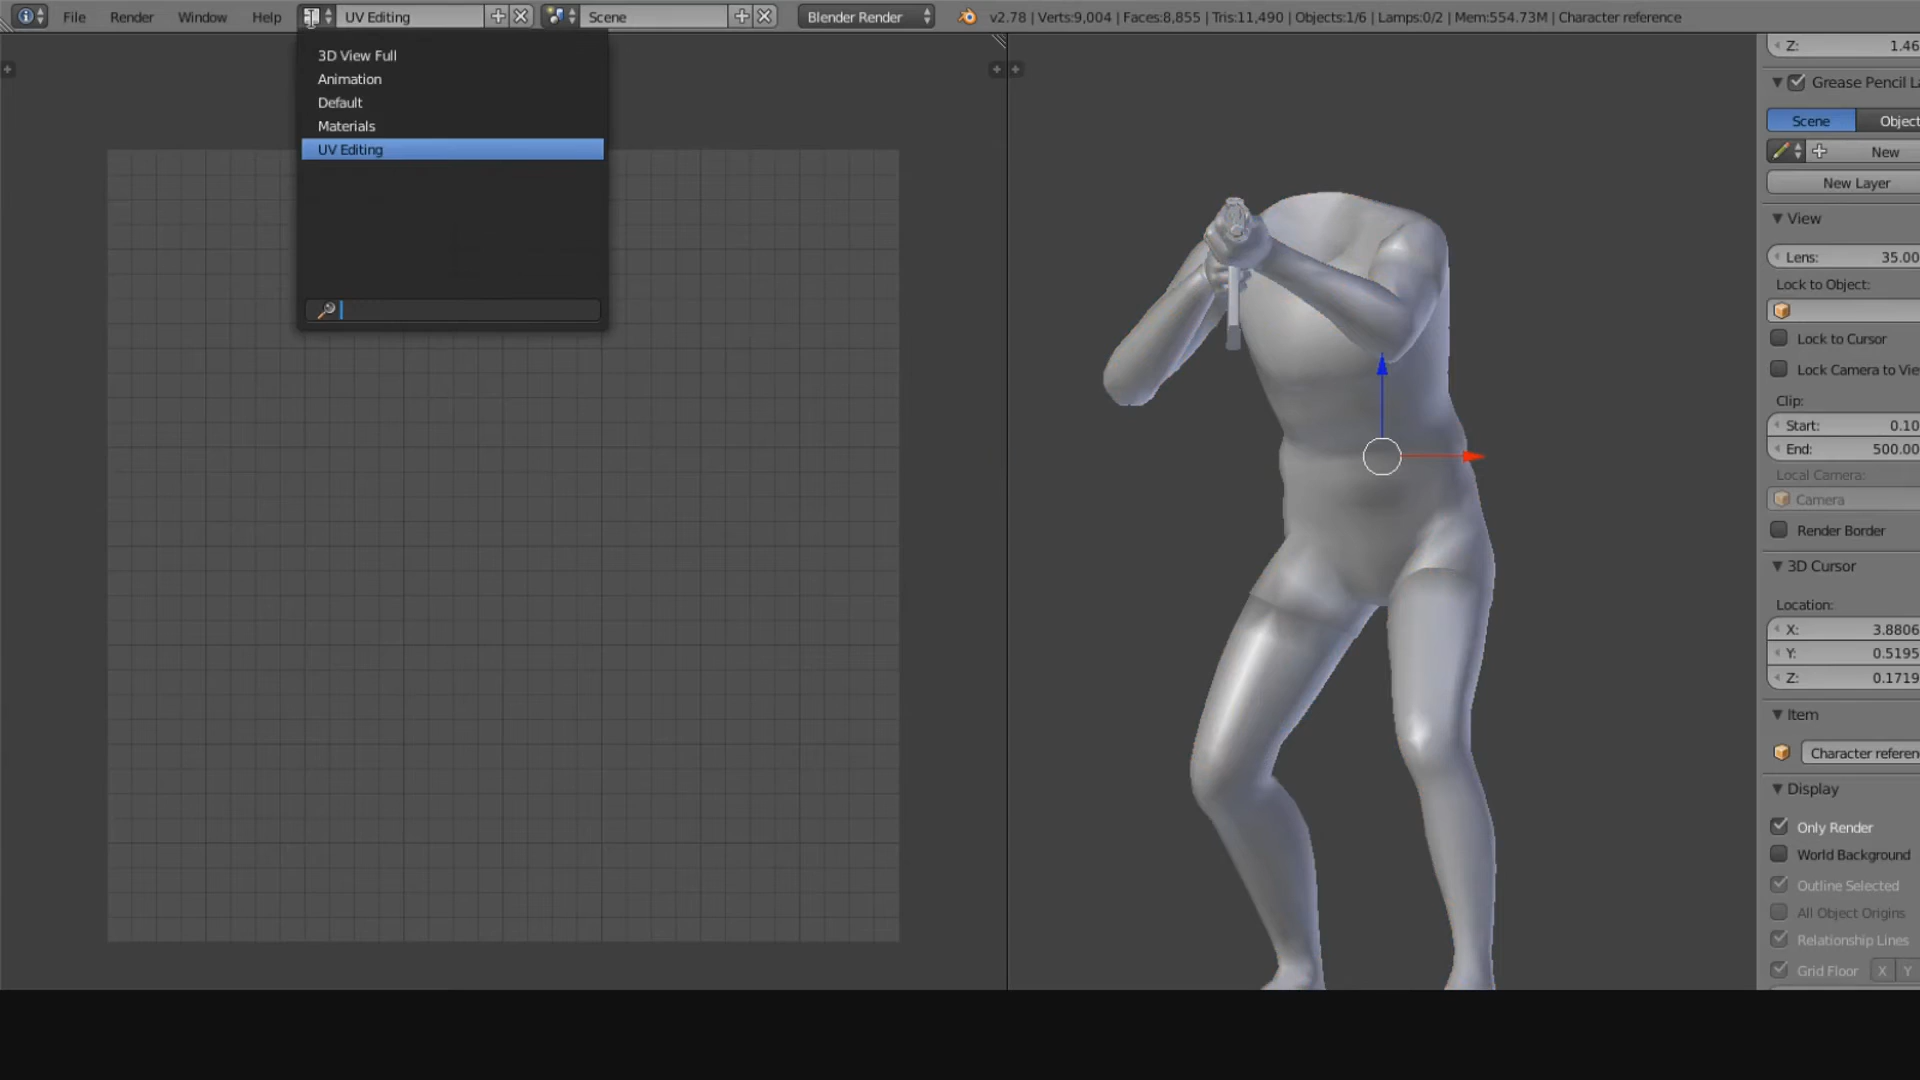 File Render Window Help UV Editing Scene Blender Render v2.78 | Verts:9,004 | Faces:8,855 | Tris:11,490 | Objects:1/6 | Lamps:0/2 | Mem:554.73M | Character reference
3D View Full
Animation
Default
Materials
UV Editing
Z: 1.46
Grease Pencil La
Scene Object
New
New Layer
View
Lens: 35.00
Lock to Object:
Lock to Cursor
Lock Camera to Vie
Clip:
Start: 0.10
End: 500.00
Local Camera:
Camera
Render Border
3D Cursor
Location:
X: 3.8806
Y: 0.5195
Z: 0.1719
Item
Character referen
Display
Only Render
World Background
Outline Selected
All Object Origins
Relationship Lines
Grid Floor X Y